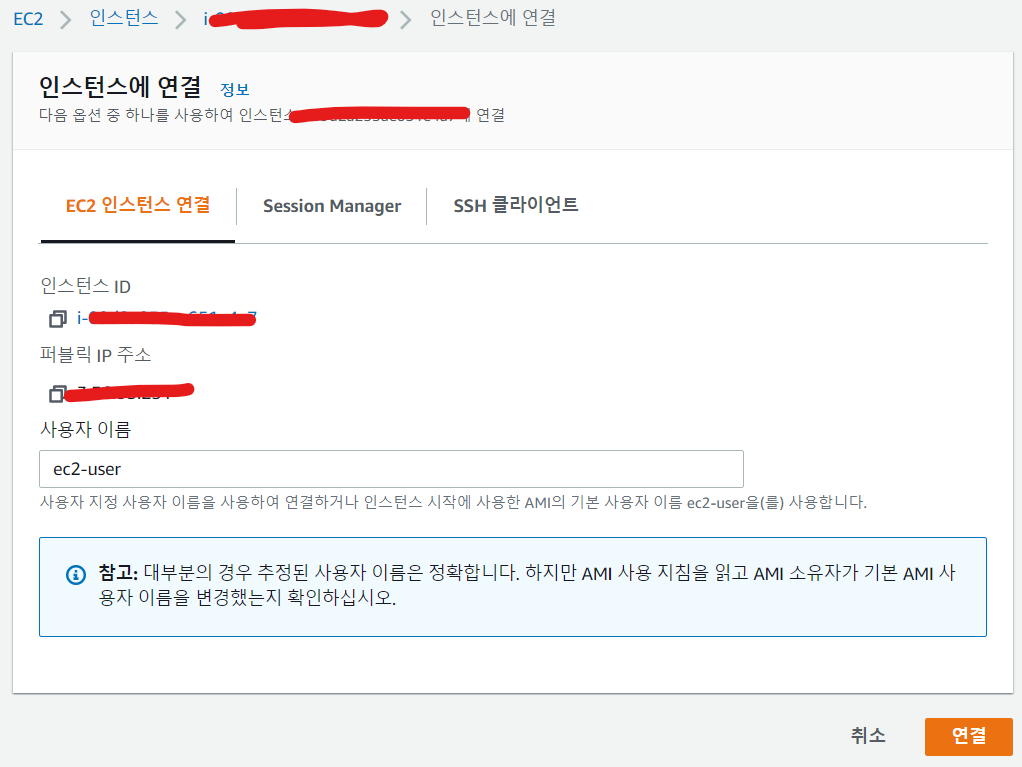 EC2 > 인스턴스 > > 인스턴스에 연결
인스턴스에 연결 정보
다음 옵션 중 하나를 사용하여 인스턴스 연결
EC2 인스턴스 연결 Session Manager SSH 클라이언트
인스턴스 ID
i-
퍼블릭 IP 주소
사용자 이름
ec2-user
사용자 지정 사용자 이름을 사용하여 연결하거나 인스턴스 시작에 사용한 AMI의 기본 사용자 이름 ec2-user을(를) 사용합니다.
참고: 대부분의 경우 추정된 사용자 이름은 정확합니다. 하지만 AMI 사용 지침을 읽고 AMI 소유자가 기본 AMI 사
용자 이름을 변경했는지 확인하십시오.
취소 연결